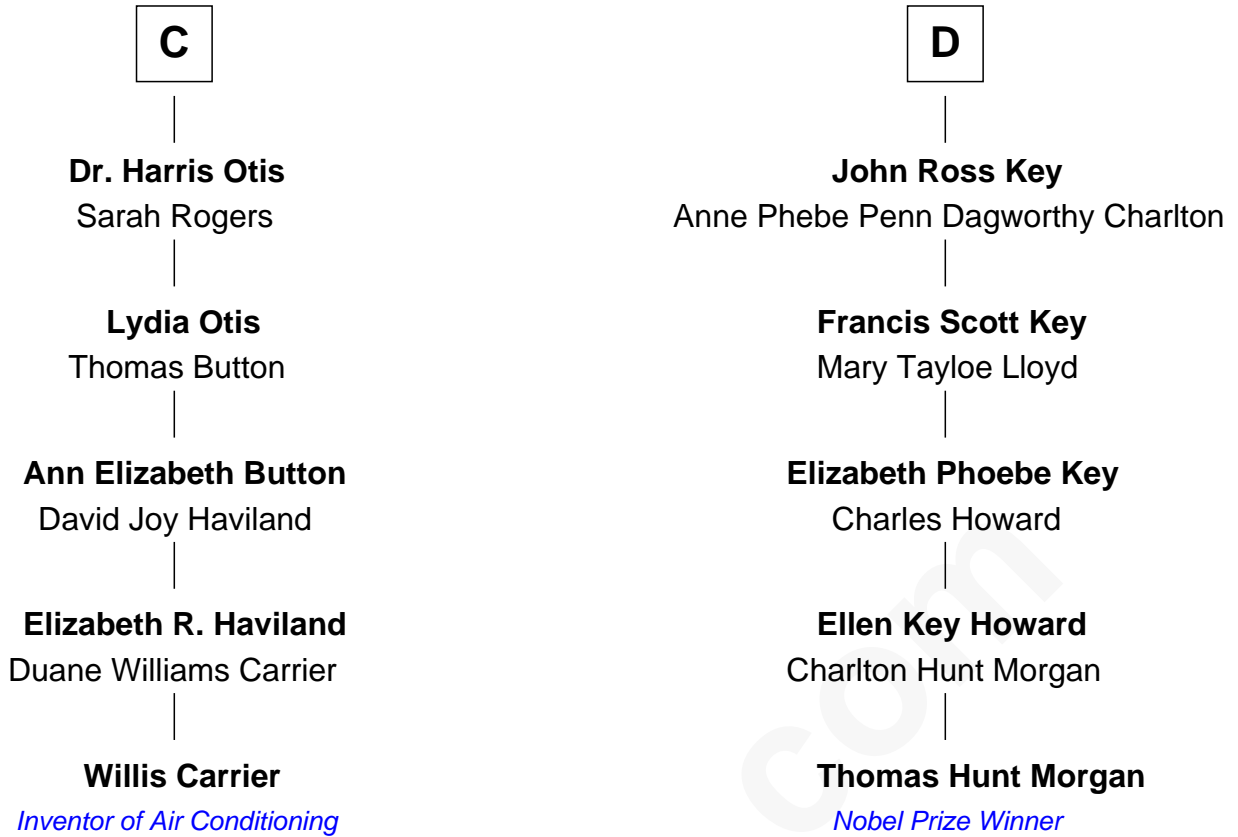 C
Dr. Harris Otis
Sarah Rogers
Lydia Otis
Thomas Button
Ann Elizabeth Button
David Joy Haviland
Elizabeth R. Haviland
Duane Williams Carrier
Willis Carrier
Inventor of Air Conditioning
D
John Ross Key
Anne Phebe Penn Dagworthy Charlton
Francis Scott Key
Mary Tayloe Lloyd
Elizabeth Phoebe Key
Charles Howard
Ellen Key Howard
Charlton Hunt Morgan
Thomas Hunt Morgan
Nobel Prize Winner
com